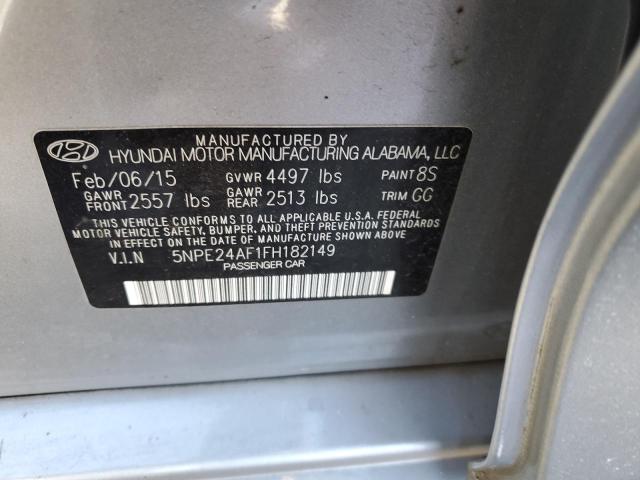 MANUFACTURED BY
HYUNDAI MOTOR MANUFACTURING ALABAMA, LLC
Feb/06/15 GVWR 4497 lbs PAINT 8S
GAWR FRONT 2557 lbs GAWR REAR 2513 lbs TRIM GG
THIS VEHICLE CONFORMS TO ALL APPLICABLE U.S.A. FEDERAL
MOTOR VEHICLE SAFETY, BUMPER, AND THEFT PREVENTION STANDARDS
IN EFFECT ON THE DATE OF MANUFACTURE SHOWN ABOVE.
V.I.N 5NPE24AF1FH182149
PASSENGER CAR